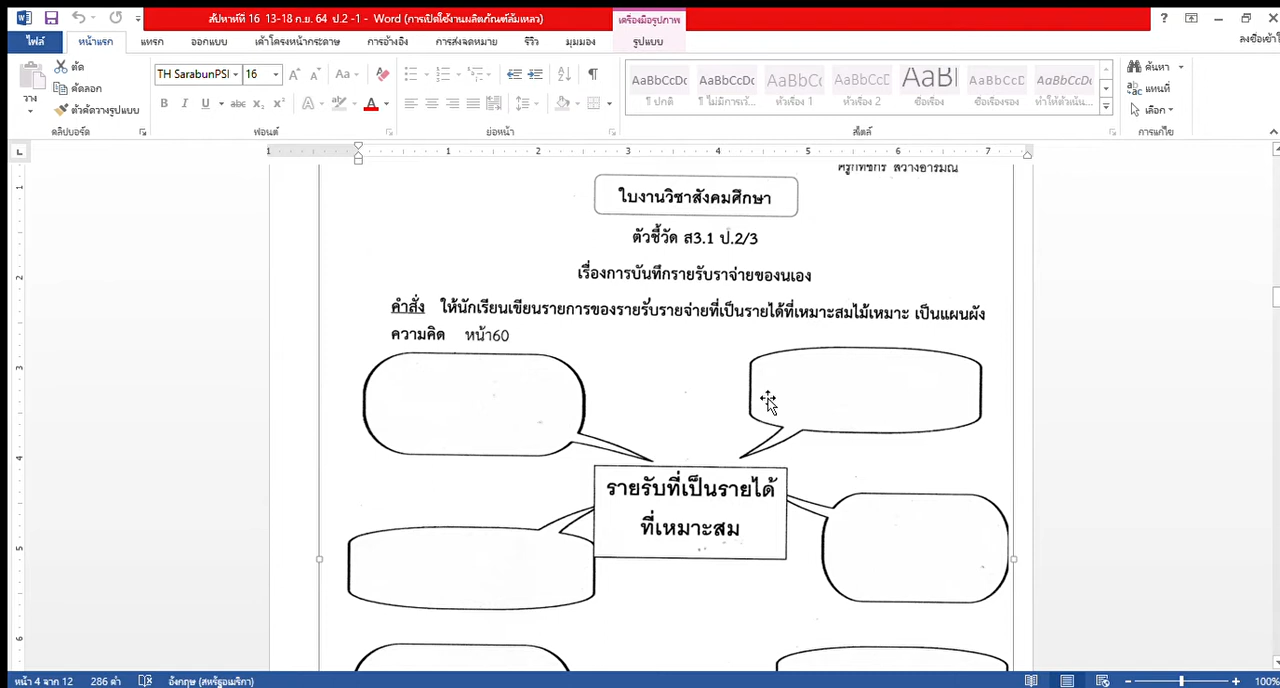 สัปดาห์ที่ 16 13-18 ก.ย. 64 ป.2 -1 - Word (การเปิดใช้งานผลิตภัณฑ์ล้มเหลว)
เครื่องมือรูปภาพ
ไฟล์ หน้าแรก แทรก ออกแบบ เค้าโครงหน้ากระดาษ การอ้างอิง การส่งจดหมาย รีวิว มุมมอง รูปแบบ
ลงชื่อเข้าใ
วาง
ตัด
คัดลอก
ตัวคัดวางรูปแบบ
คลิปบอร์ด
TH SarabunPSI 16
ฟอนต์
ย่อหน้า
AaBbCcDc AaBbCcDc AaBbCc AaBbCcD AaBl AaBbCcD AaBbCcDc
¶ ปกติ ¶ ไม่มีการเว้... หัวเรื่อง 1 หัวเรื่อง 2 ชื่อเรื่อง ชื่อเรื่องรอง ทำให้ตัวเน้น...
สไตล์
ค้นหา
แทนที่
เลือก
การแก้ไข
ใบงานวิชาสังคมศึกษา
ตัวชี้วัด ส3.1 ป.2/3
เรื่องการบันทึกรายรับราจ่ายของนเอง
คำสั่ง ให้นักเรียนเขียนรายการของรายรับรายจ่ายที่เป็นรายได้ที่เหมาะสมไม้เหมาะ เป็นแผนผัง
ความคิด หน้า60
รายรับที่เป็นรายได้
ที่เหมาะสม
หน้า 4 จาก 12 286 คำ อังกฤษ (สหรัฐอเมริกา) 100%